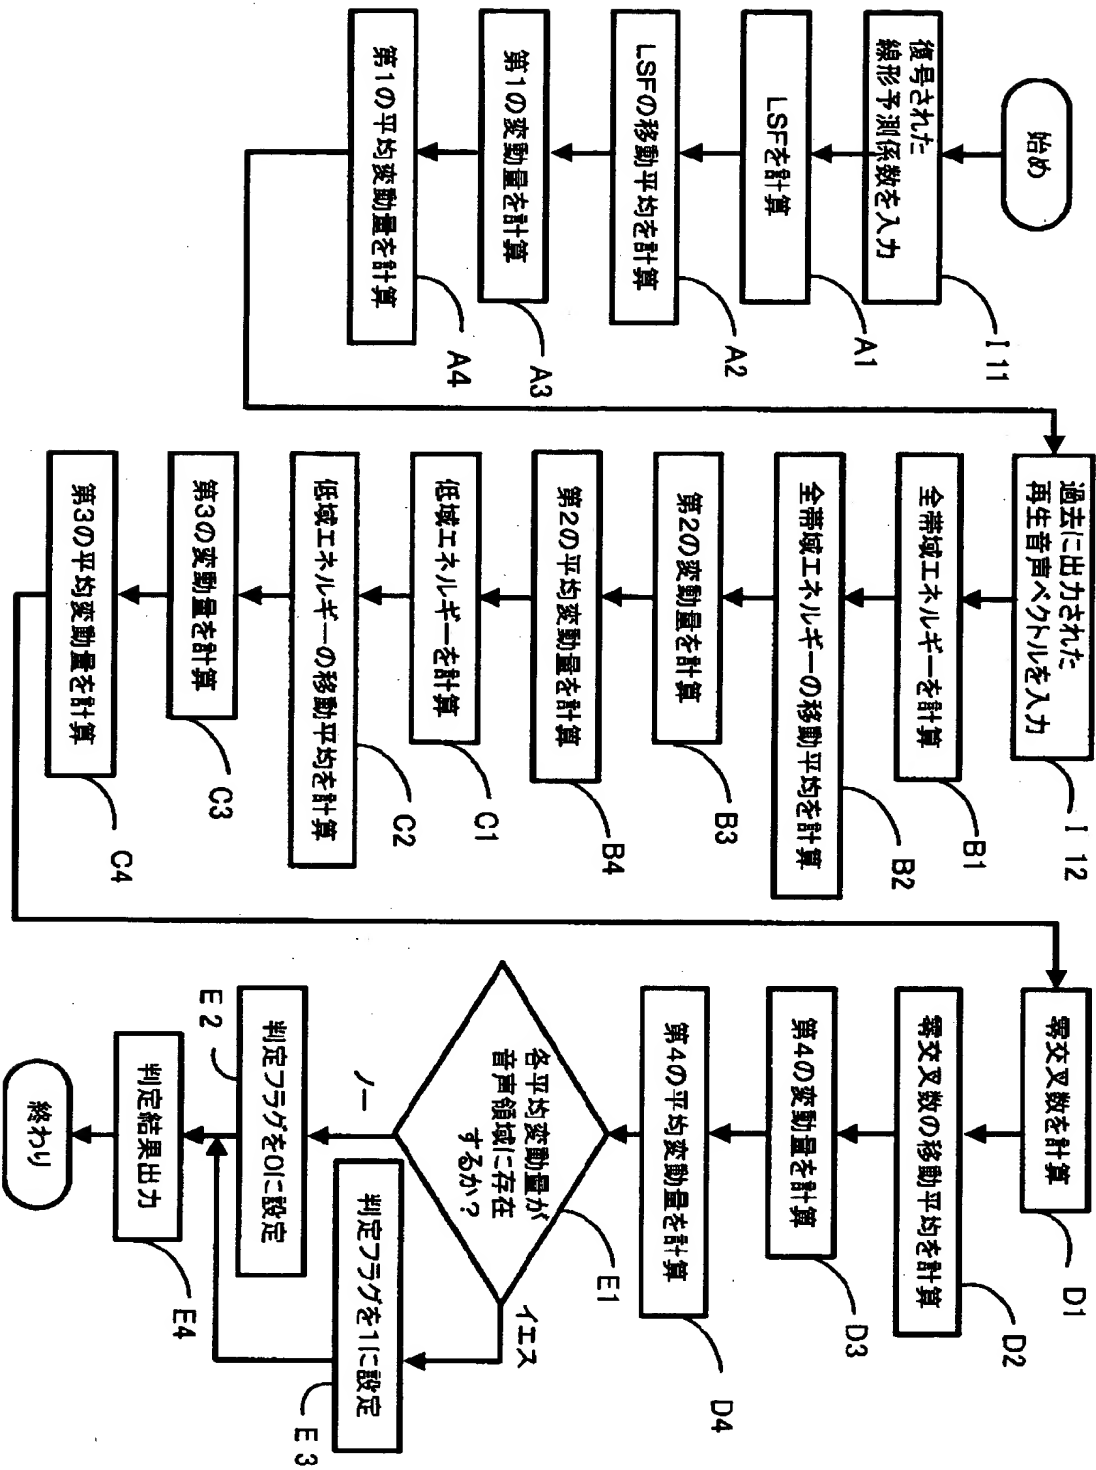 始め
復号された
線形予測係数を入力
I 11
LSFを計算
A1
LSFの移動平均を計算
A2
第1の変動量を計算
A3
第1の平均変動量を計算
A4
過去に出力された
再生音声ベクトルを入力
I 12
全帯域エネルギーを計算
B1
全帯域エネルギーの移動平均を計算
B2
第2の変動量を計算
B3
第2の平均変動量を計算
B4
低域エネルギーを計算
C1
低域エネルギーの移動平均を計算
C2
第3の変動量を計算
C3
第3の平均変動量を計算
C4
零交叉数を計算
D1
零交叉数の移動平均を計算
D2
第4の変動量を計算
D3
第4の平均変動量を計算
D4
各平均変動量が
音声領域に存在
するか?
E1
イエス
ノー
判定フラグを1に設定
E 3
判定フラグを0に設定
E 2
判定結果出力
E4
終わり